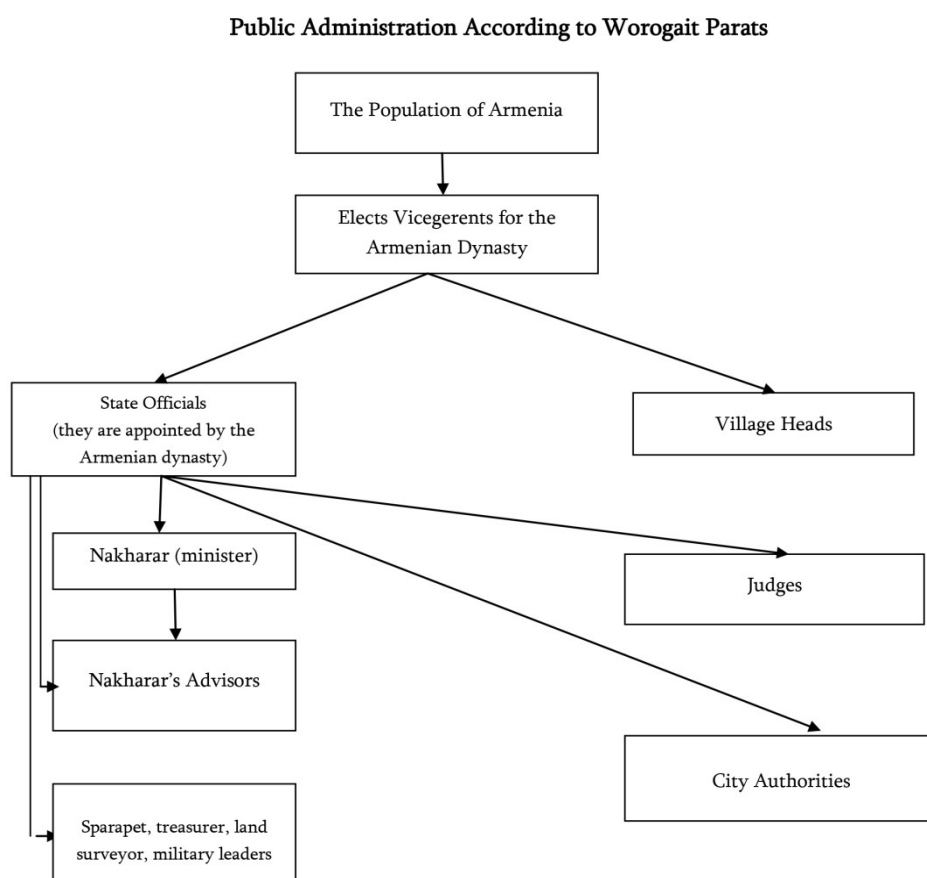 Public Administration According to Worogait Parats
The Population of Armenia
Elects Vicegerents for the
Armenian Dynasty
State Officials
(they are appointed by the
Armenian dynasty)
Village Heads
Nakharar (minister)
Judges
Nakharar’s Advisors
City Authorities
Sparapet, treasurer, land
surveyor, military leaders